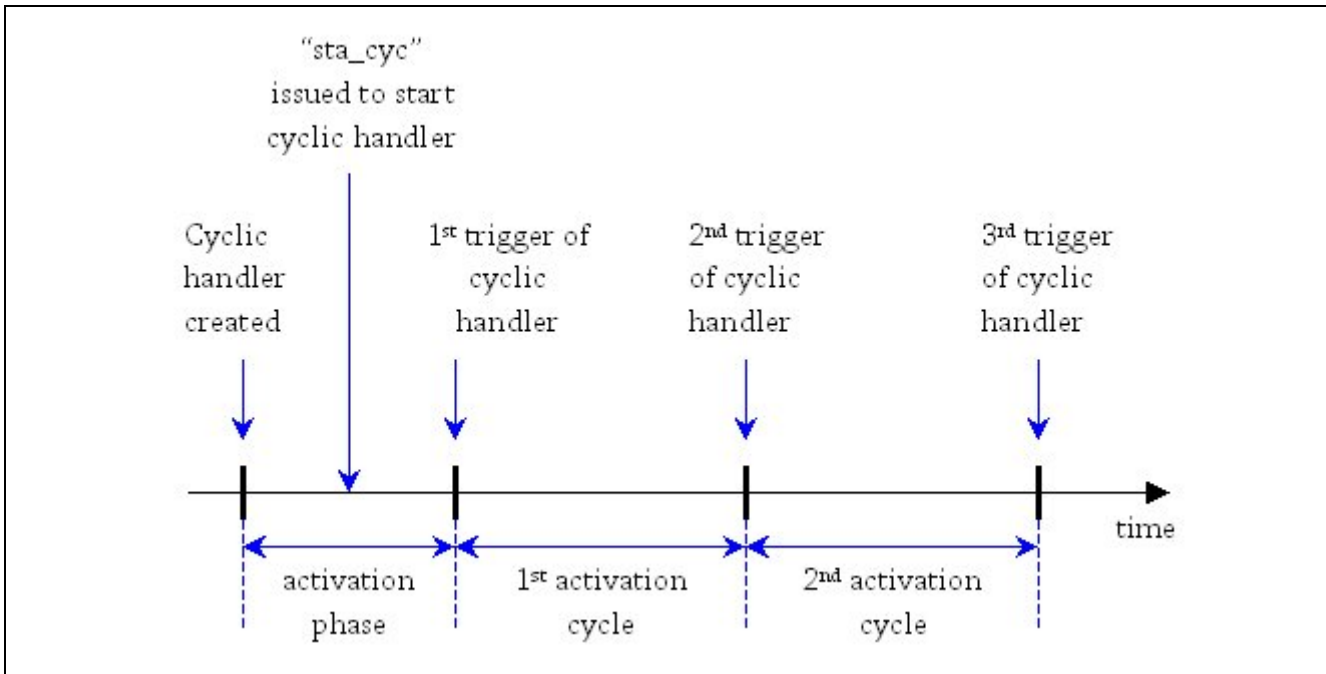 “sta_cyc”
issued to start
cyclic handler
Cyclic
handler
created
1st trigger of
cyclic
handler
2nd trigger
of cyclic
handler
3rd trigger
of cyclic
handler
time
activation
phase
1st activation
cycle
2nd activation
cycle